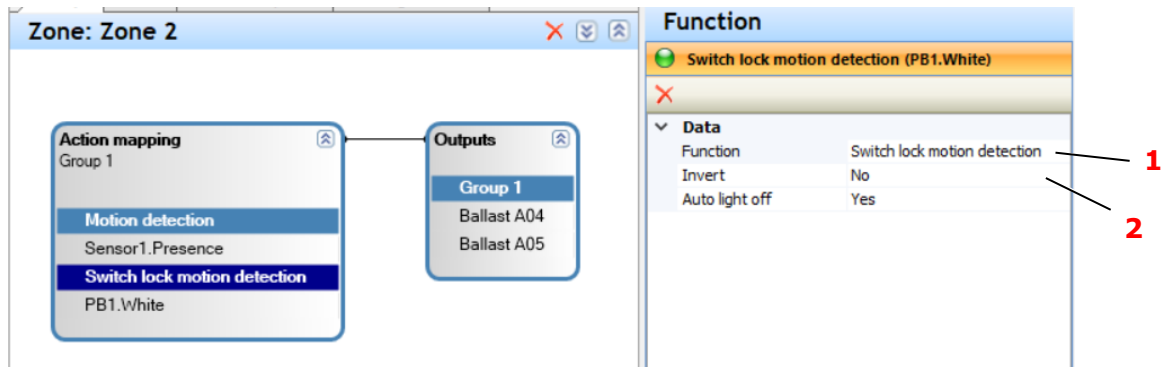 Zone: Zone 2
Action mapping
Group 1
Motion detection
Sensor1.Presence
Switch lock motion detection
PB1.White
Outputs
Group 1
Ballast A04
Ballast A05
Function
Switch lock motion detection (PB1.White)
Data
Function Switch lock motion detection
Invert No
Auto light off Yes
1
2